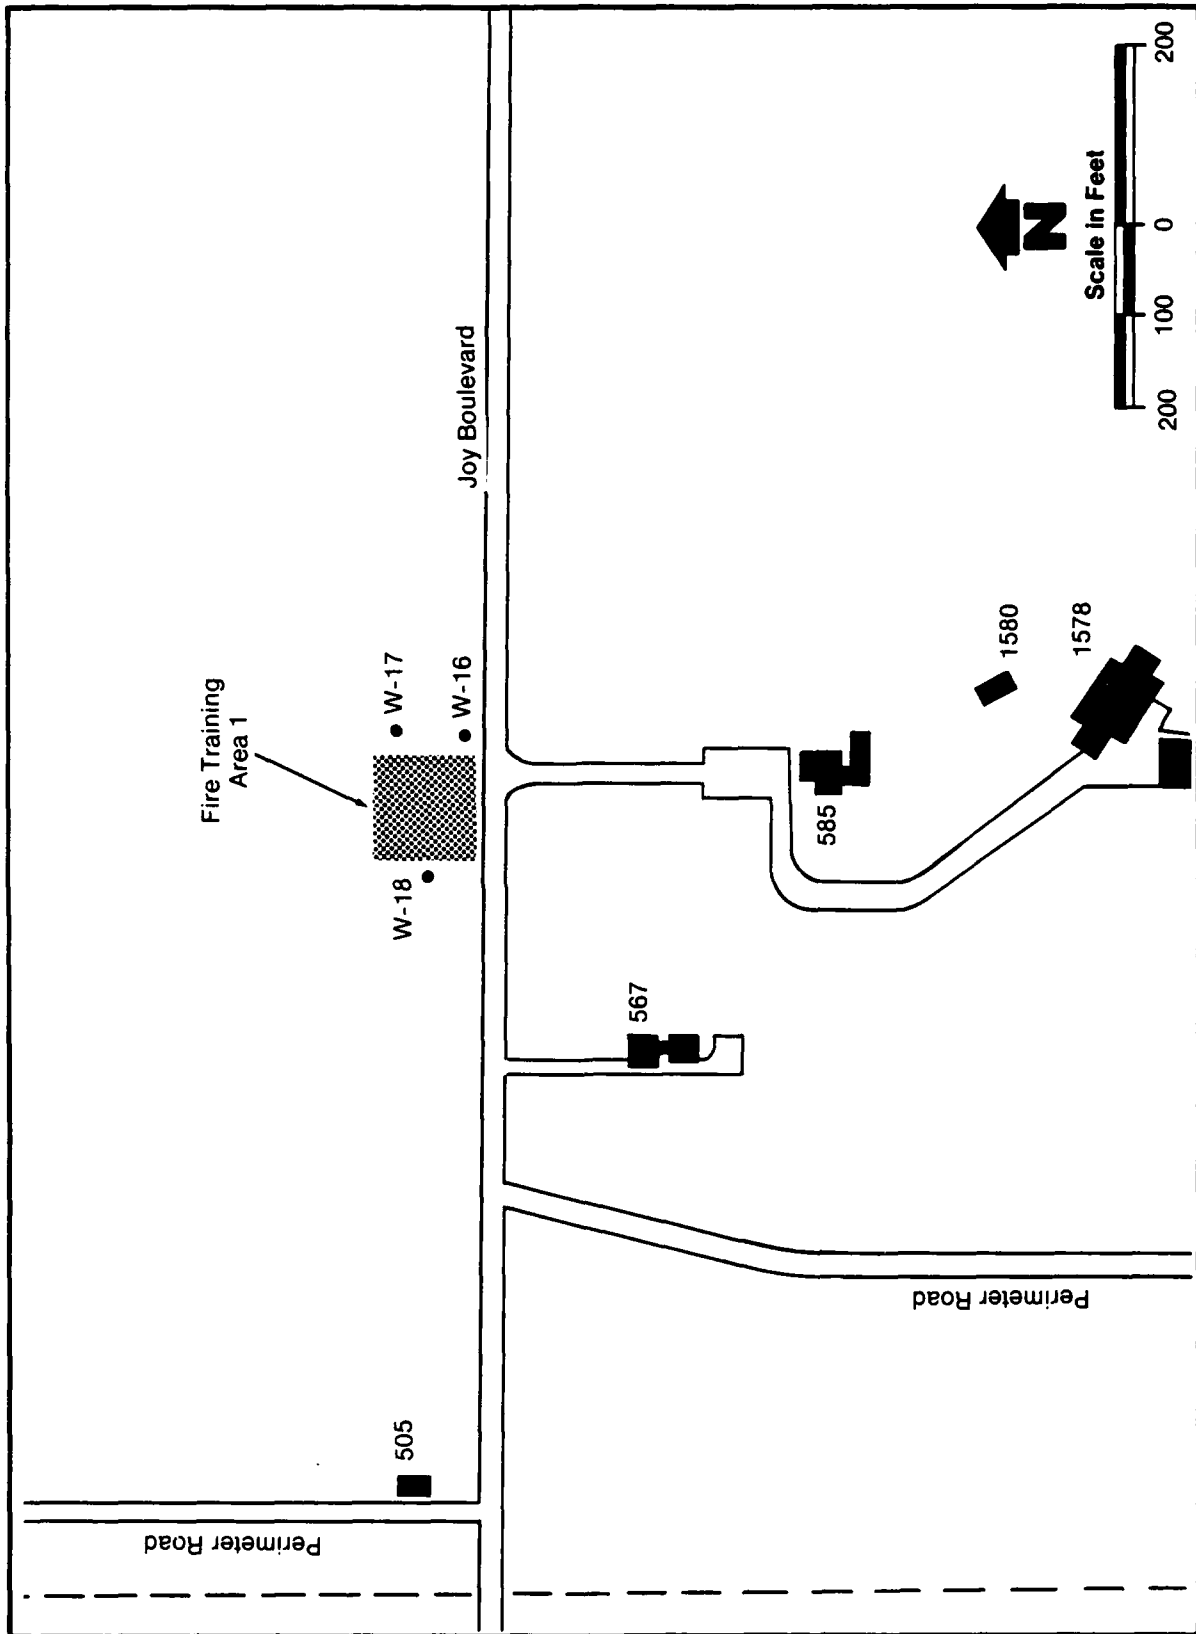 Fire Training
Area 1
W-18
W-17
W-16
Joy Boulevard
505
Perimeter Road
567
585
1580
1578
Perimeter Road
N
Scale in Feet
200 100 0 200